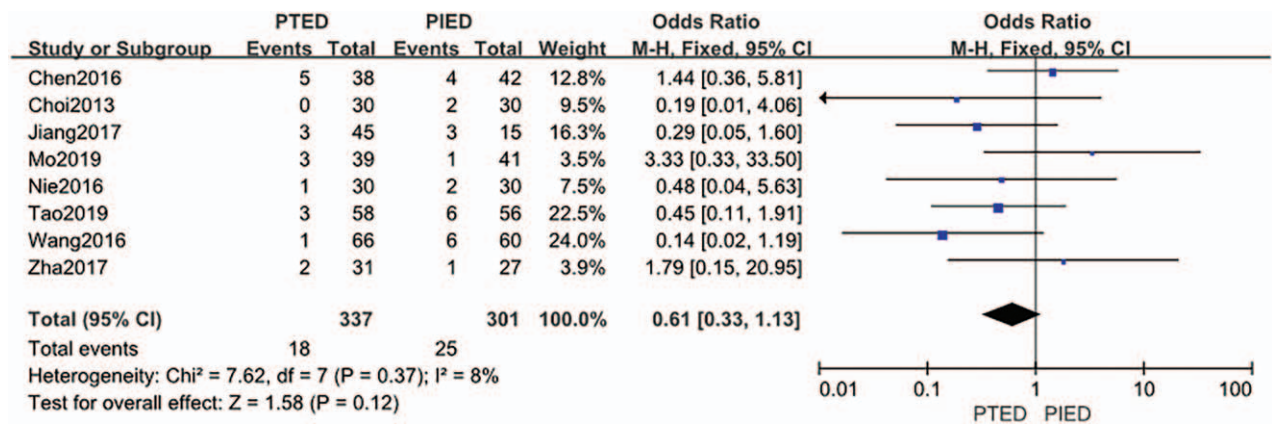 PTED PIED Odds Ratio Odds Ratio
Study or Subgroup Events Total Events Total Weight M-H, Fixed, 95% CI M-H, Fixed, 95% CI
Chen2016 5 38 4 42 12.8% 1.44 [0.36, 5.81]
Choi2013 0 30 2 30 9.5% 0.19 [0.01, 4.06]
Jiang2017 3 45 3 15 16.3% 0.29 [0.05, 1.60]
Mo2019 3 39 1 41 3.5% 3.33 [0.33, 33.50]
Nie2016 1 30 2 30 7.5% 0.48 [0.04, 5.63]
Tao2019 3 58 6 56 22.5% 0.45 [0.11, 1.91]
Wang2016 1 66 6 60 24.0% 0.14 [0.02, 1.19]
Zha2017 2 31 1 27 3.9% 1.79 [0.15, 20.95]
Total (95% CI) 337 301 100.0% 0.61 [0.33, 1.13]
Total events 18 25
Heterogeneity: Chi² = 7.62, df = 7 (P = 0.37); I² = 8%
Test for overall effect: Z = 1.58 (P = 0.12)
0.01 0.1 1 10 100
PTED PIED